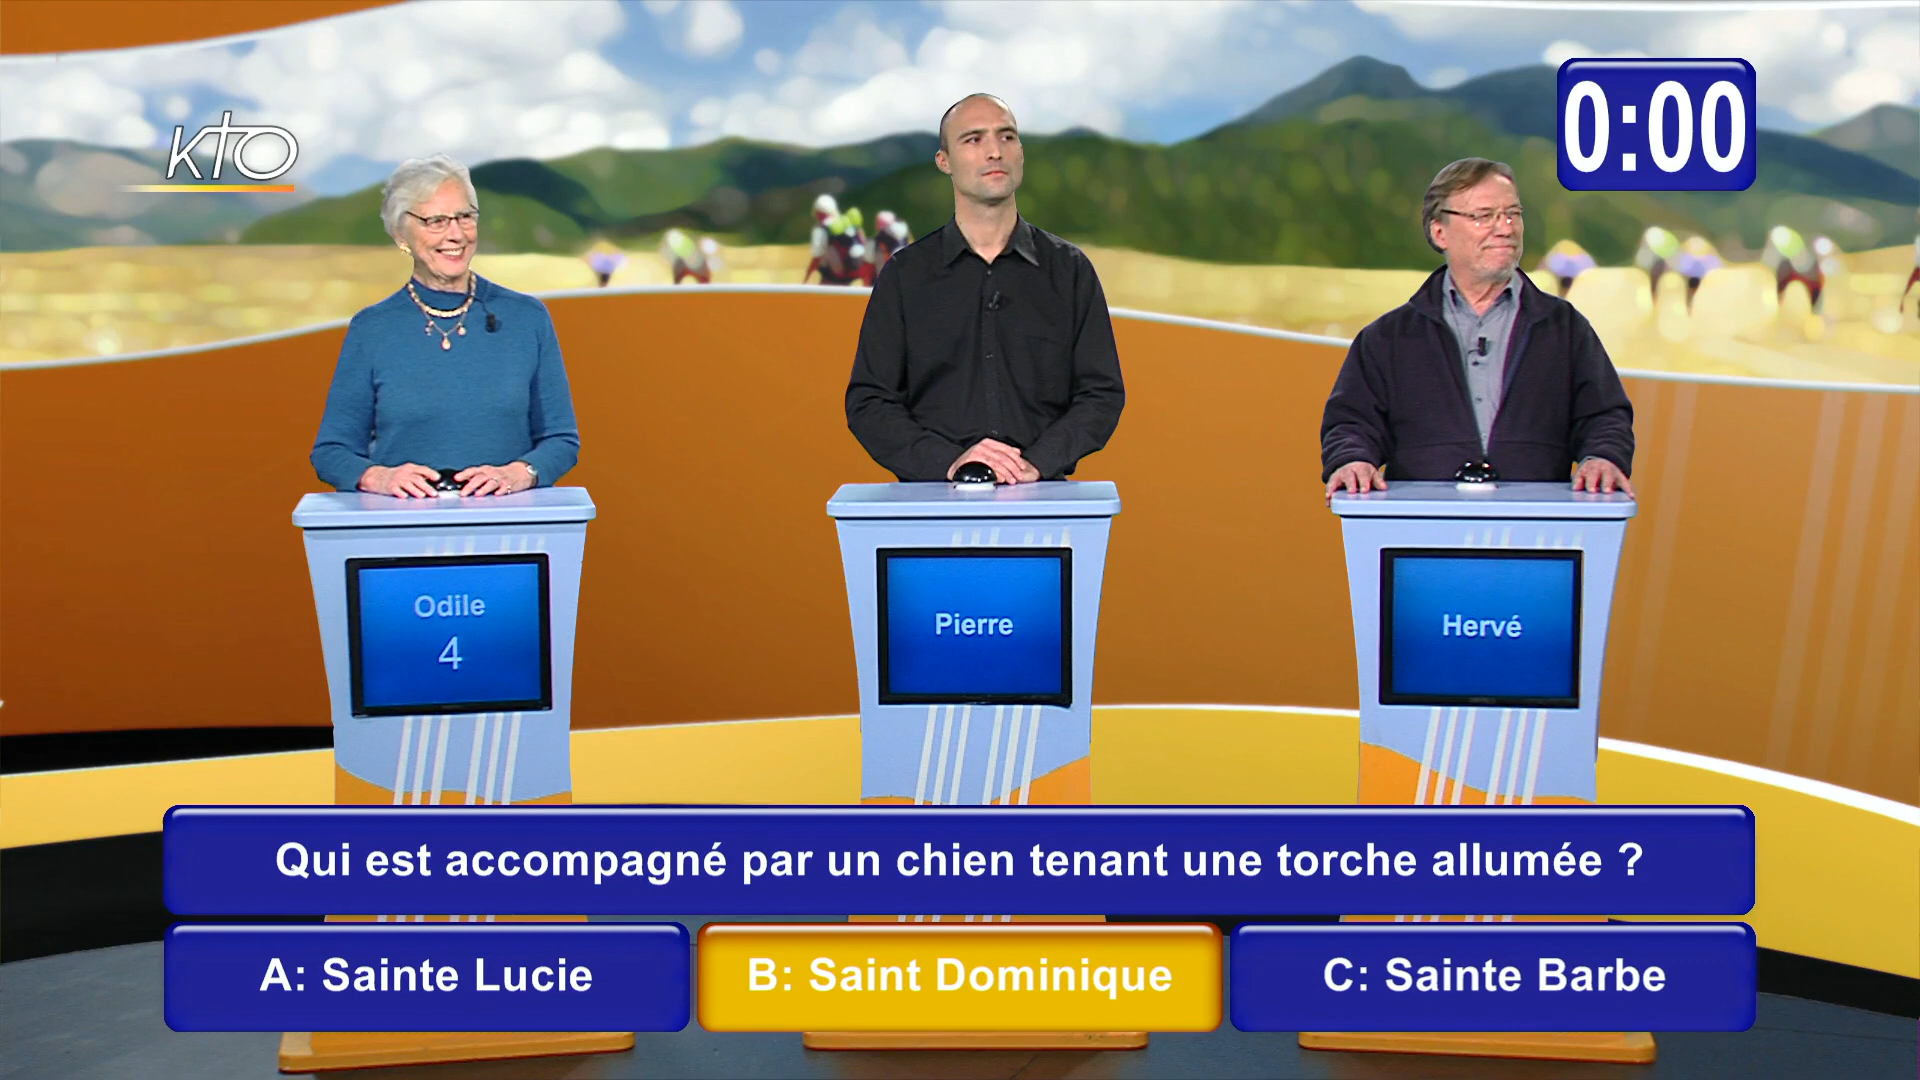 KTO
0:00
Odile
4
Pierre
Hervé
Qui est accompagné par un chien tenant une torche allumée ?
A: Sainte Lucie
B: Saint Dominique
C: Sainte Barbe